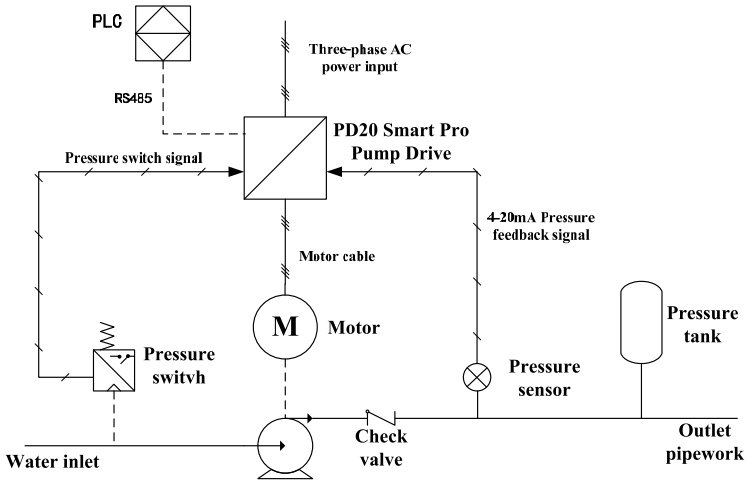 PLC
Three-phase AC
power input
RS485
PD20 Smart Pro
Pump Drive
Pressure switch signal
4-20mA Pressure
feedback signal
Motor cable
M
Motor
Pressure
tank
Pressure
switvh
Pressure
sensor
Check
valve
Outlet
pipework
Water inlet